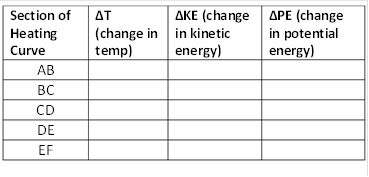 Section of Heating Curve
ΔT (change in temp)
ΔKE (change in kinetic energy)
ΔPE (change in potential energy)
AB
BC
CD
DE
EF